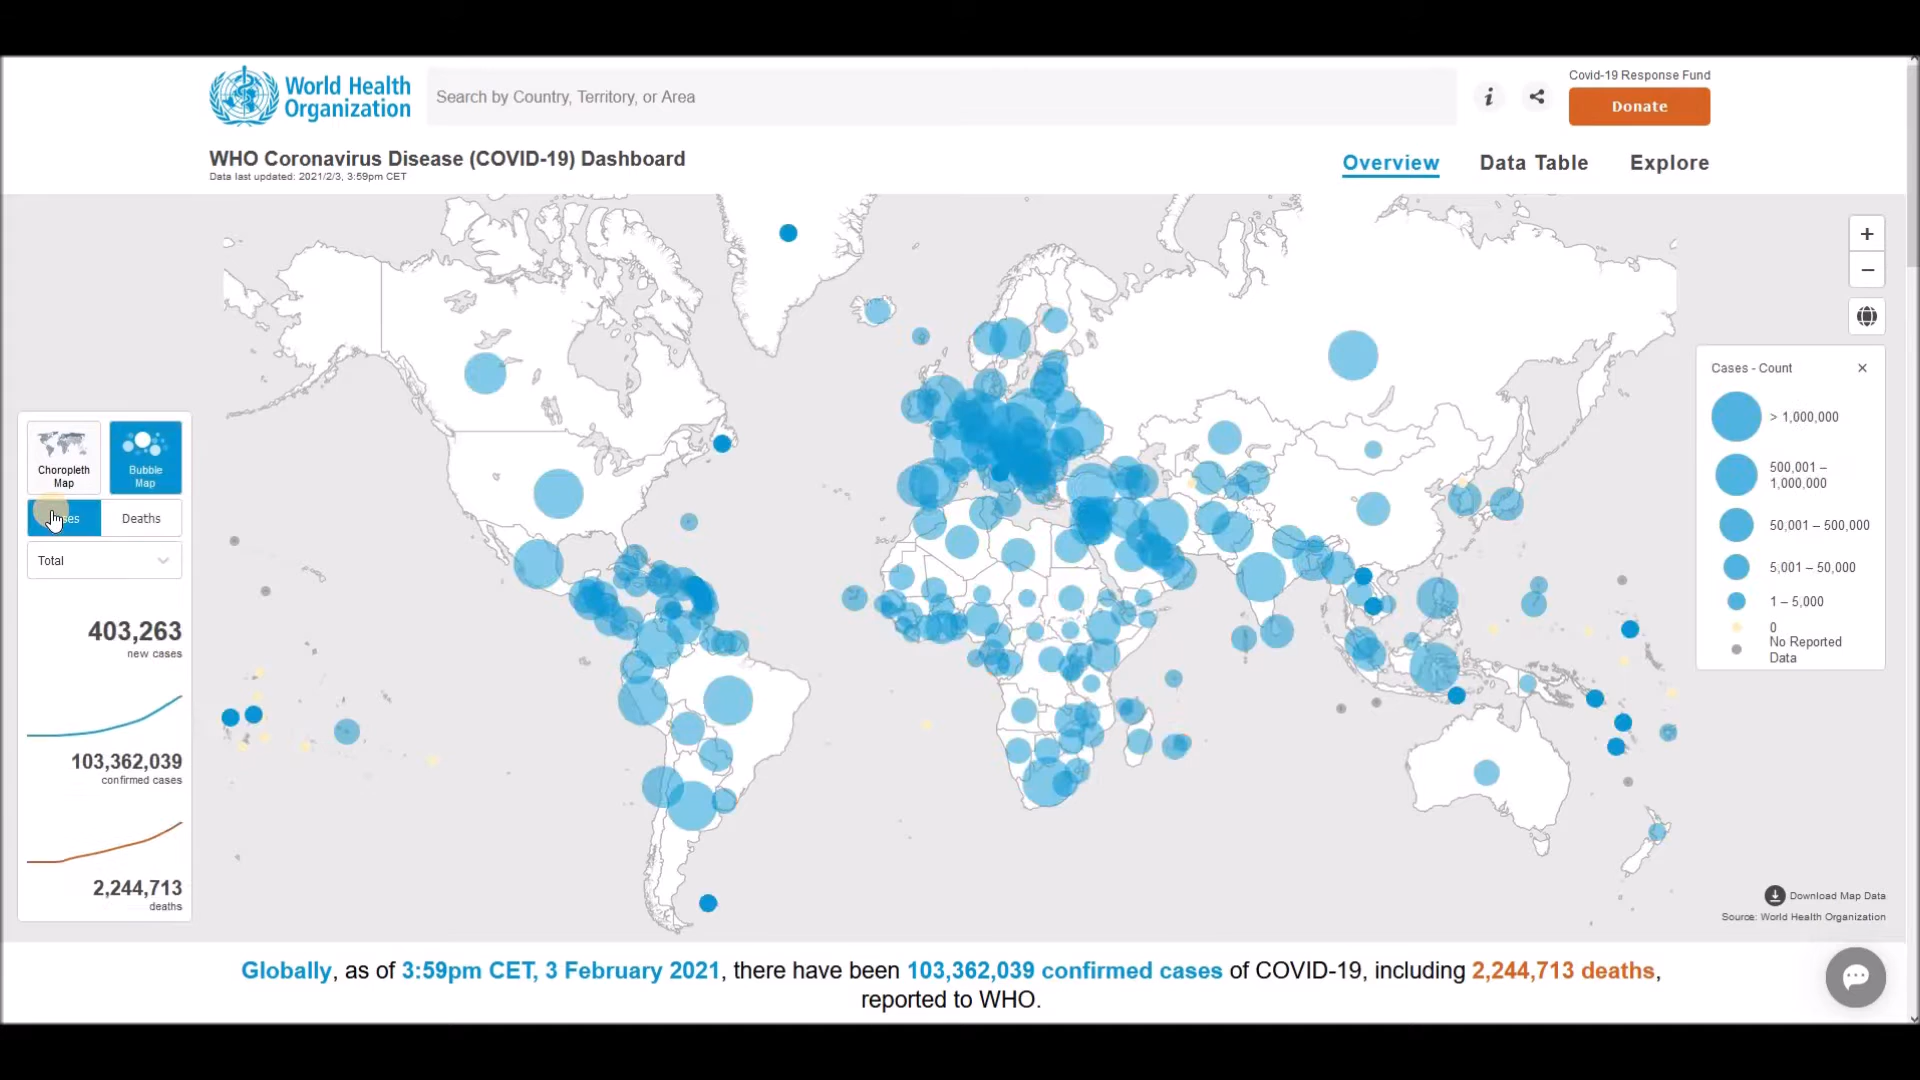 World Health
Organization
Search by Country, Territory, or Area
i
Covid-19 Response Fund
Donate
WHO Coronavirus Disease (COVID-19) Dashboard
Data last updated: 2021/2/3, 3:59pm CET
Overview
Data Table
Explore
+
−
Cases - Count
> 1,000,000
500,001 –
1,000,000
50,001 – 500,000
5,001 – 50,000
1 – 5,000
0
No Reported
Data
Choropleth
Map
Bubble
Map
Deaths
Total
403,263
new cases
103,362,039
confirmed cases
2,244,713
deaths
Download Map Data
Source: World Health Organization
Globally, as of 3:59pm CET, 3 February 2021, there have been 103,362,039 confirmed cases of COVID-19, including 2,244,713 deaths,
reported to WHO.